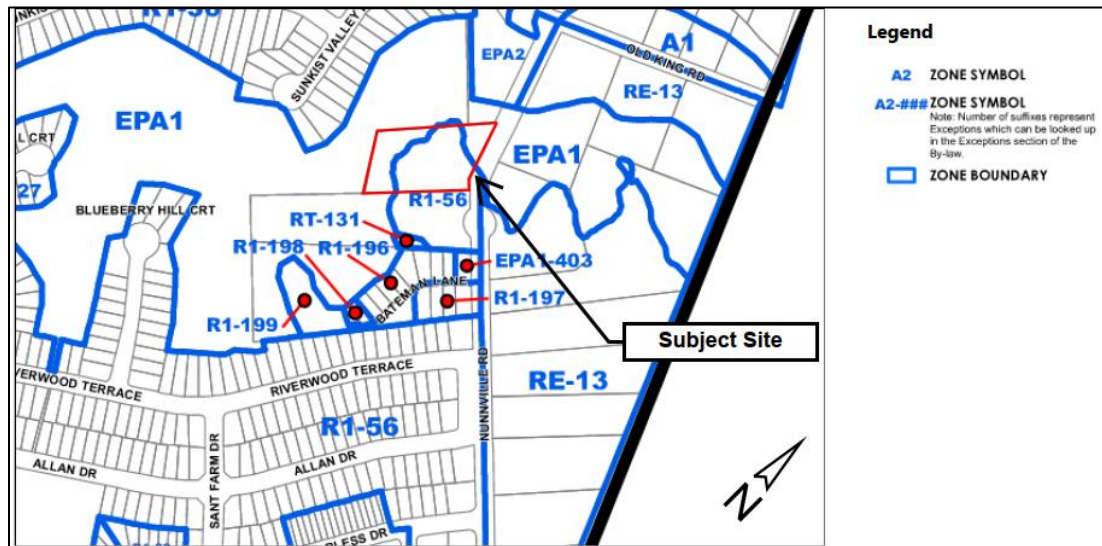 SUNKIST VALLEY
EPA2
A1
OLD KING RD
RE-13
EPA1
EPA1
L CRT
27
BLUEBERRY HILL CRT
R1-56
RT-131
R1-198
R1-196
EPA1-403
BATEMAN LANE
R1-197
R1-199
Subject Site
RIVERWOOD TERRACE
ERWOOD TERRACE
NUNNVILLE RD
RE-13
R1-56
SANT FARM DR
ALLAN DR
ALLAN DR
LESS DR
N
Legend
A2 ZONE SYMBOL
A2-### ZONE SYMBOL
Note: Number of suffixes represent
Exceptions which can be looked up
in the Exceptions section of the
By-law.
ZONE BOUNDARY